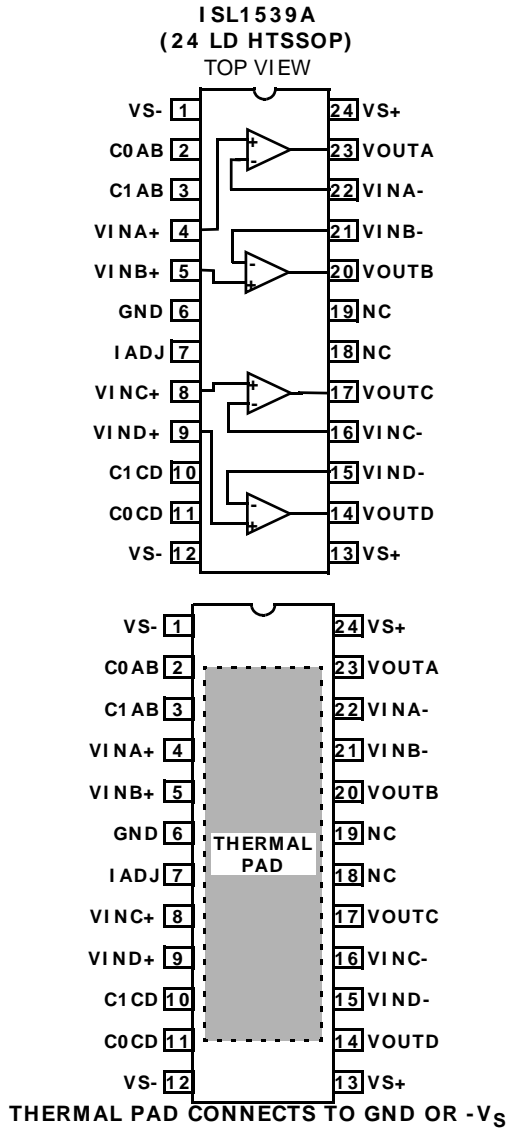 ISL1539A
(24 LD HTSSOP)
TOP VIEW
VS- 1 24 VS+
C0AB 2 + - 23 VOUTA
C1AB 3 22 VINA-
VINA+ 4 21 VINB-
VINB+ 5 - + 20 VOUTB
GND 6 19 NC
IADJ 7 18 NC
VINC+ 8 + - 17 VOUTC
VIND+ 9 16 VINC-
C1CD 10 15 VIND-
C0CD 11 - + 14 VOUTD
VS- 12 13 VS+
VS- 1 24 VS+
C0AB 2 23 VOUTA
C1AB 3 22 VINA-
VINA+ 4 21 VINB-
VINB+ 5 20 VOUTB
GND 6 19 NC
THERMAL
PAD
IADJ 7 18 NC
VINC+ 8 17 VOUTC
VIND+ 9 16 VINC-
C1CD 10 15 VIND-
C0CD 11 14 VOUTD
VS- 12 13 VS+
THERMAL PAD CONNECTS TO GND OR -VS